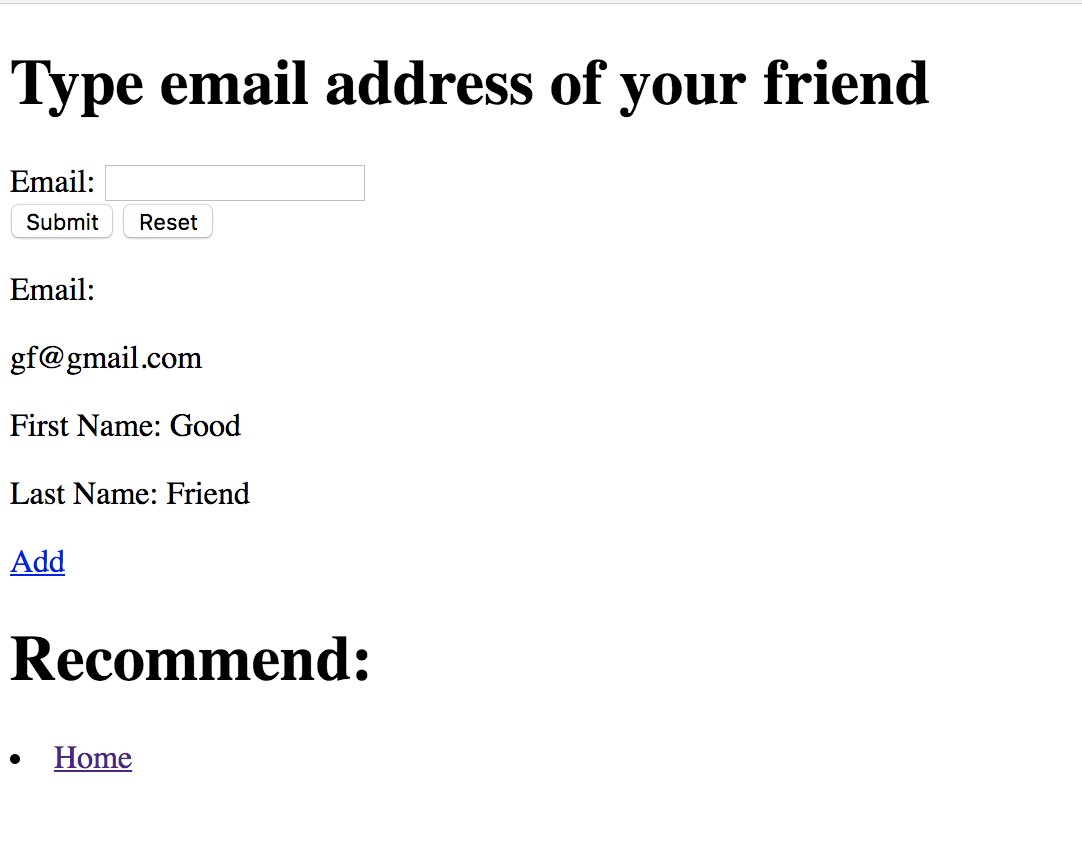 Type email address of your friend
Email:
Submit Reset
Email:
gf@gmail.com
First Name: Good
Last Name: Friend
Add
Recommend:
• Home